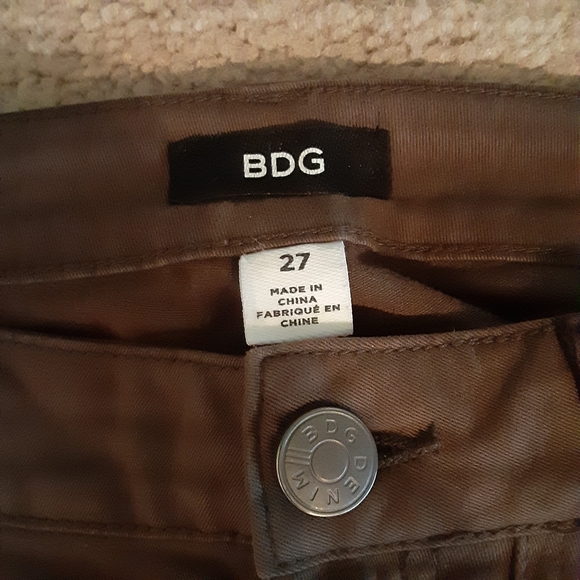 BDG
27
MADE IN
CHINA
FABRIQUÉ EN
CHINE
BDG DENIM